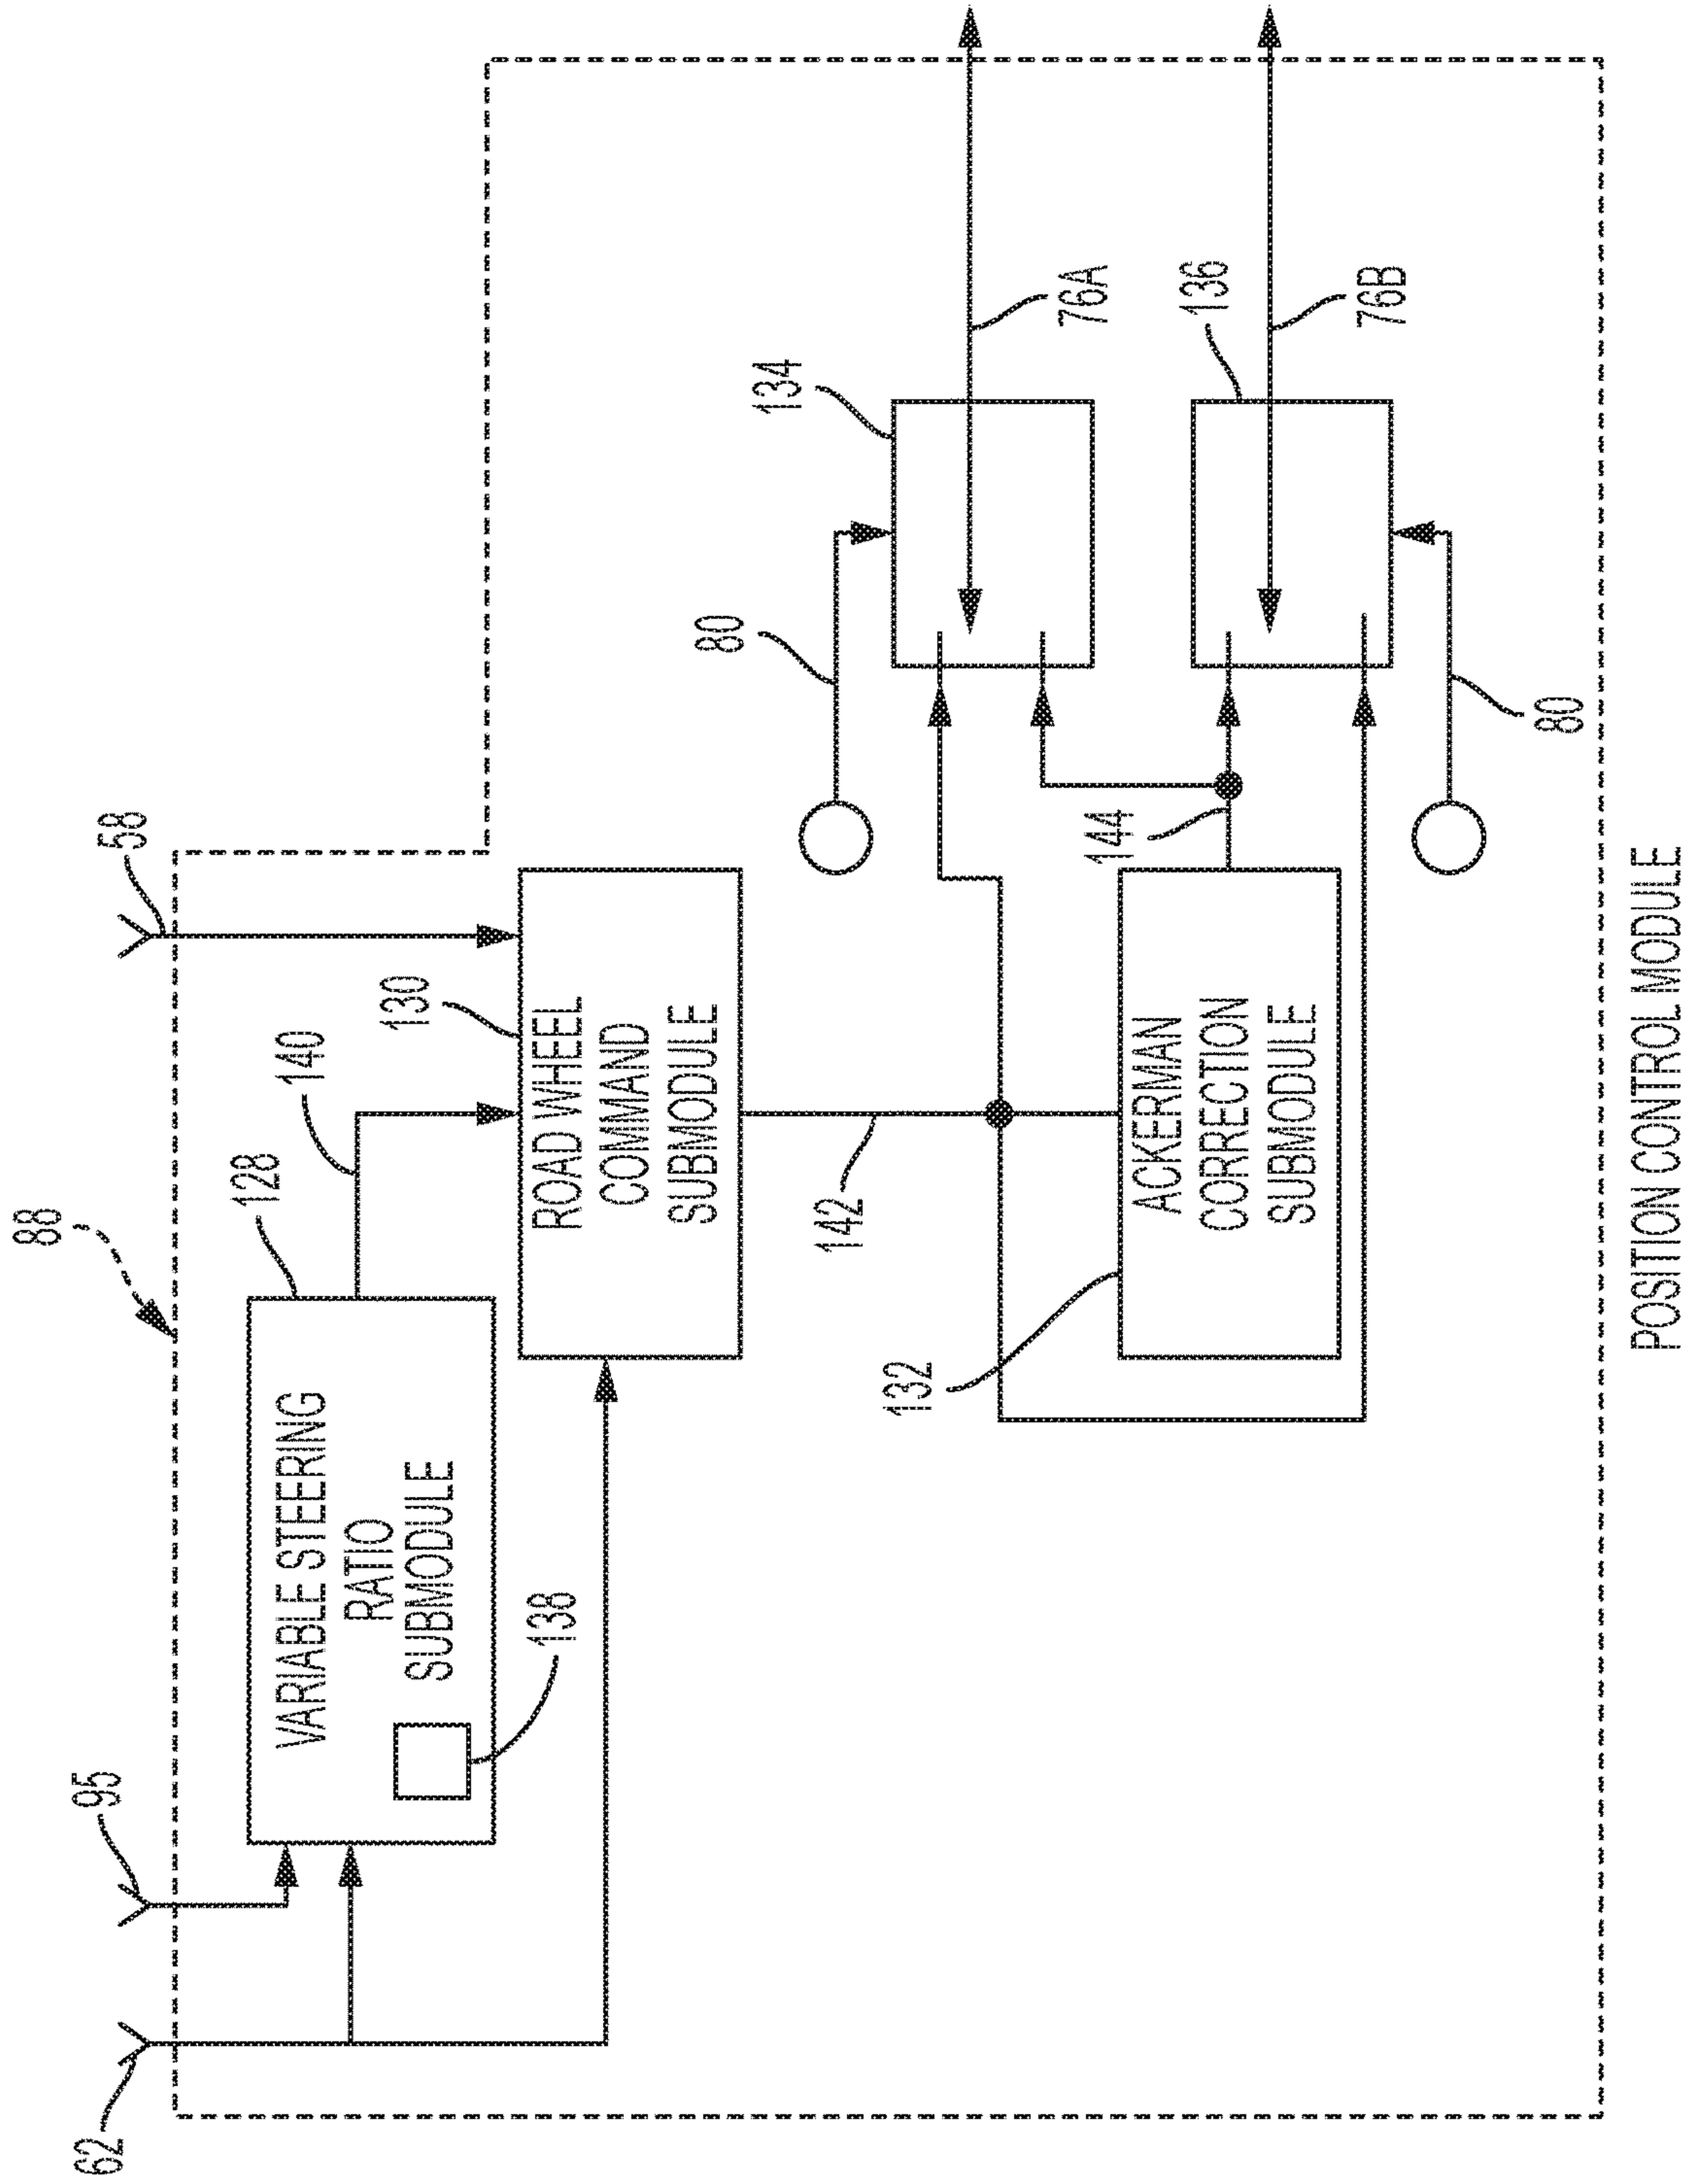 62
95
88
58
128
140
130
VARIABLE STEERING
RATIO
SUBMODULE
138
ROAD WHEEL
COMMAND
SUBMODULE
80
134
142
132
144
76A
136
ACKERMAN
CORRECTION
SUBMODULE
76B
80
POSITION CONTROL MODULE